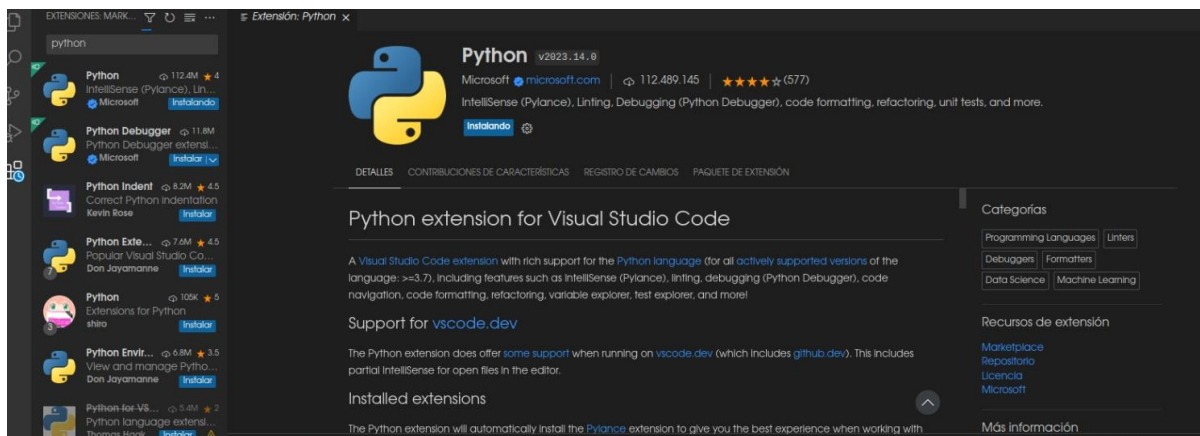 EXTENSIONES: MARK...
python
Python 112.4M ★ 4
IntelliSense (Pylance), Lin...
Microsoft Instalando
Python Debugger 11.8M
Python Debugger extensi...
Microsoft Instalar
Python Indent 8.2M ★ 4.5
Correct Python indentation
Kevin Rose Instalar
Python Exte... 7.6M ★ 4.5
Popular Visual Studio Co...
7 Don Jayamanne Instalar
Python 105K ★ 5
Extensions for Python
3 shiro Instalar
Python Envir... 6.8M ★ 3.5
View and manage Pytho...
Don Jayamanne Instalar
Python for VS... 5.4M ★ 2
Python language extensi...
Thomas Haak... Instalar
Extensión: Python
Python v2023.14.0
Microsoft microsoft.com 112.489.145 ★★★★☆ (577)
IntelliSense (Pylance), Linting, Debugging (Python Debugger), code formatting, refactoring, unit tests, and more.
Instalando
DETALLES CONTRIBUCIONES DE CARACTERÍSTICAS REGISTRO DE CAMBIOS PAQUETE DE EXTENSIÓN
Python extension for Visual Studio Code
A Visual Studio Code extension with rich support for the Python language (for all actively supported versions of the
language: >=3.7), including features such as IntelliSense (Pylance), linting, debugging (Python Debugger), code
navigation, code formatting, refactoring, variable explorer, test explorer, and more!
Support for vscode.dev
The Python extension does offer some support when running on vscode.dev (which includes github.dev). This includes
partial IntelliSense for open files in the editor.
Installed extensions
The Python extension will automatically install the Pylance extension to give you the best experience when working with
Categorías
Programming Languages Linters
Debuggers Formatters
Data Science Machine Learning
Recursos de extensión
Marketplace
Repositorio
Licencia
Microsoft
Más información